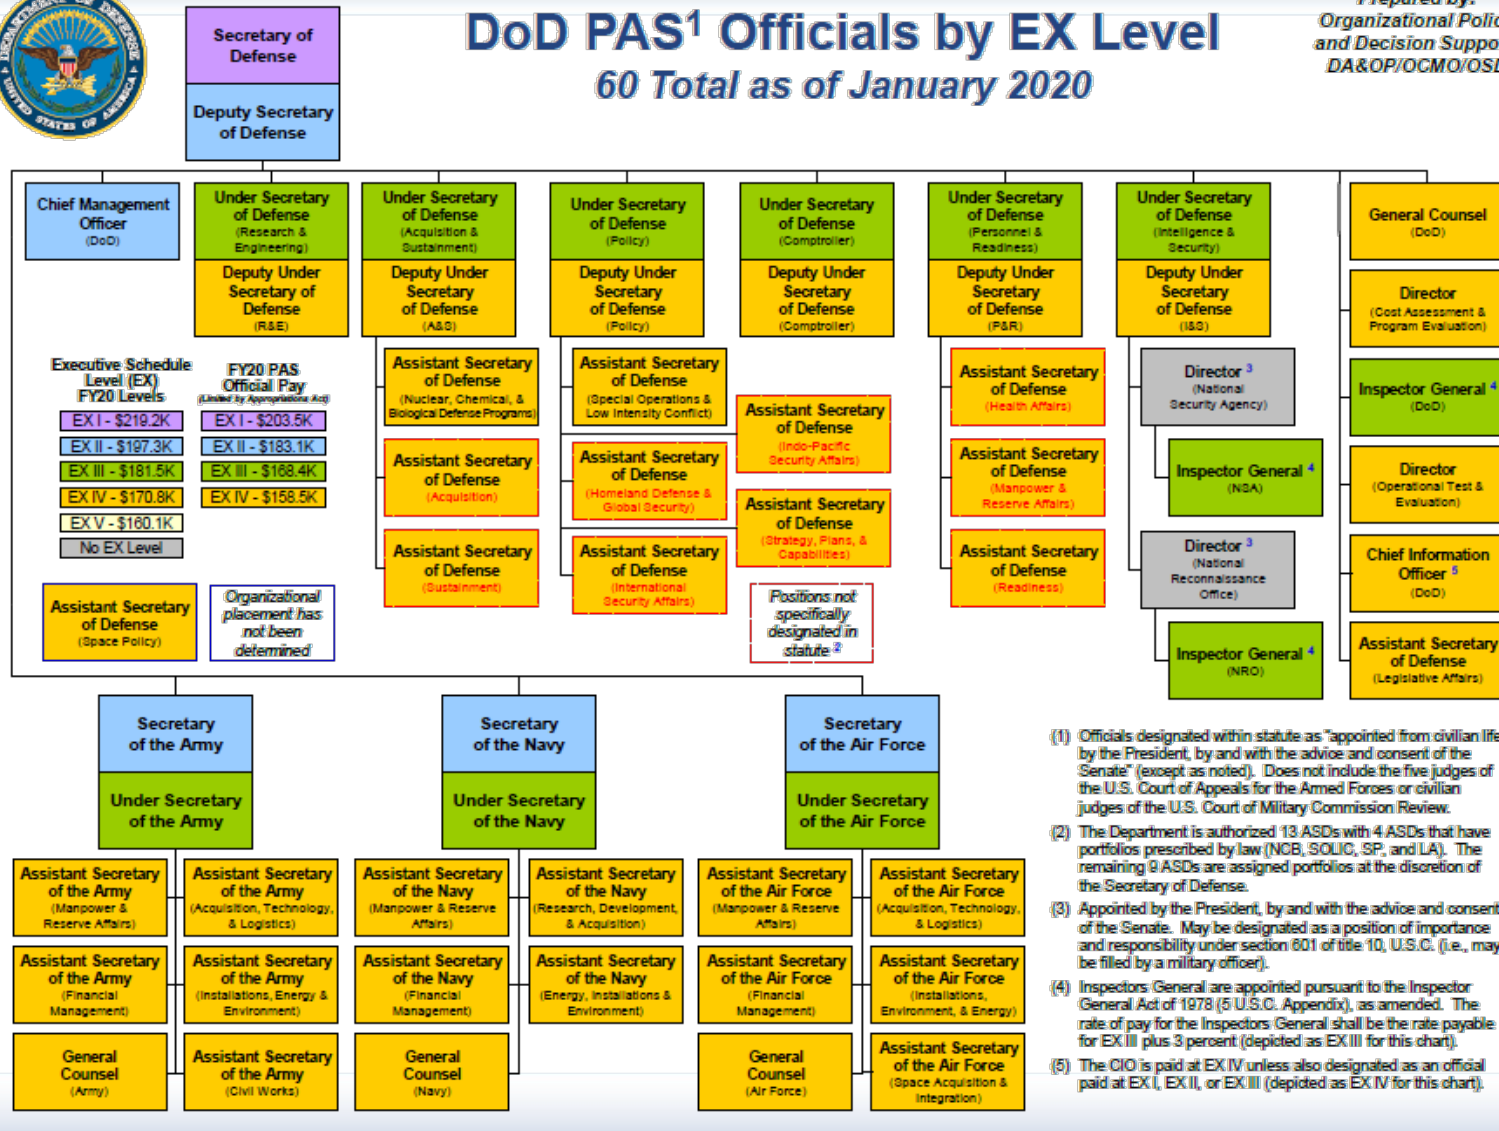 DEPARTMENT OF DEFENSE
UNITED STATES OF AMERICA
DoD PAS1 Officials by EX Level
60 Total as of January 2020
Prepared by:
Organizational Polic
and Decision Suppo
DA&OP/OCMO/OSD
Secretary of
Defense
Deputy Secretary
of Defense
Chief Management
Officer
(DoD)
Under Secretary
of Defense
(Research &
Engineering)
Deputy Under
Secretary of
Defense
(R&E)
Under Secretary
of Defense
(Acquisition &
Sustainment)
Deputy Under
Secretary
of Defense
(A&S)
Under Secretary
of Defense
(Policy)
Deputy Under
Secretary
of Defense
(Policy)
Under Secretary
of Defense
(Comptroller)
Deputy Under
Secretary
of Defense
(Comptroller)
Under Secretary
of Defense
(Personnel &
Readiness)
Deputy Under
Secretary
of Defense
(P&R)
Under Secretary
of Defense
(Intelligence &
Security)
Deputy Under
Secretary
of Defense
(I&S)
General Counsel
(DoD)
Director
(Cost Assessment &
Program Evaluation)
Inspector General 4
(DoD)
Director
(Operational Test &
Evaluation)
Chief Information
Officer 5
(DoD)
Assistant Secretary
of Defense
(Legislative Affairs)
Executive Schedule
Level (EX)
FY20 Levels
EX I - $219.2K
EX II - $197.3K
EX III - $181.5K
EX IV - $170.8K
EX V - $160.1K
No EX Level
FY20 PAS
Official Pay
(Limited by Appropriations Act)
EX I - $203.5K
EX II - $183.1K
EX III - $168.4K
EX IV - $158.5K
Assistant Secretary
of Defense
(Space Policy)
Organizational
placement has
not been
determined
Assistant Secretary
of Defense
(Nuclear, Chemical, &
Biological Defense Programs)
Assistant Secretary
of Defense
(Acquisition)
Assistant Secretary
of Defense
(Sustainment)
Assistant Secretary
of Defense
(Special Operations &
Low Intensity Conflict)
Assistant Secretary
of Defense
(Homeland Defense &
Global Security)
Assistant Secretary
of Defense
(International
Security Affairs)
Assistant Secretary
of Defense
(Indo-Pacific
Security Affairs)
Assistant Secretary
of Defense
(Strategy, Plans, &
Capabilities)
Positions not
specifically
designated in
statute 2
Assistant Secretary
of Defense
(Health Affairs)
Assistant Secretary
of Defense
(Manpower &
Reserve Affairs)
Assistant Secretary
of Defense
(Readiness)
Director 3
(National
Security Agency)
Inspector General 4
(NSA)
Director 3
(National
Reconnaissance
Office)
Inspector General 4
(NRO)
Secretary
of the Army
Under Secretary
of the Army
Assistant Secretary
of the Army
(Manpower &
Reserve Affairs)
Assistant Secretary
of the Army
(Acquisition, Technology,
& Logistics)
Assistant Secretary
of the Army
(Financial
Management)
Assistant Secretary
of the Army
(Installations, Energy &
Environment)
General
Counsel
(Army)
Assistant Secretary
of the Army
(Civil Works)
Secretary
of the Navy
Under Secretary
of the Navy
Assistant Secretary
of the Navy
(Manpower & Reserve
Affairs)
Assistant Secretary
of the Navy
(Research, Development,
& Acquisition)
Assistant Secretary
of the Navy
(Financial
Management)
Assistant Secretary
of the Navy
(Energy, Installations &
Environment)
General
Counsel
(Navy)
Secretary
of the Air Force
Under Secretary
of the Air Force
Assistant Secretary
of the Air Force
(Manpower & Reserve
Affairs)
Assistant Secretary
of the Air Force
(Acquisition, Technology,
& Logistics)
Assistant Secretary
of the Air Force
(Financial
Management)
Assistant Secretary
of the Air Force
(Installations,
Environment, & Energy)
General
Counsel
(Air Force)
Assistant Secretary
of the Air Force
(Space Acquisition &
Integration)
(1) Officials designated within statute as "appointed from civilian life
by the President, by and with the advice and consent of the
Senate" (except as noted). Does not include the five judges of
the U.S. Court of Appeals for the Armed Forces or civilian
judges of the U.S. Court of Military Commission Review.
(2) The Department is authorized 13 ASDs with 4 ASDs that have
portfolios prescribed by law (NCB, SOLIC, SP, and LA). The
remaining 9 ASDs are assigned portfolios at the discretion of
the Secretary of Defense.
(3) Appointed by the President, by and with the advice and consent
of the Senate. May be designated as a position of importance
and responsibility under section 601 of title 10, U.S.C. (i.e., may
be filled by a military officer).
(4) Inspectors General are appointed pursuant to the Inspector
General Act of 1978 (5 U.S.C. Appendix), as amended. The
rate of pay for the Inspectors General shall be the rate payable
for EX III plus 3 percent (depicted as EX III for this chart).
(5) The CIO is paid at EX IV unless also designated as an official
paid at EX I, EX II, or EX III (depicted as EX IV for this chart).